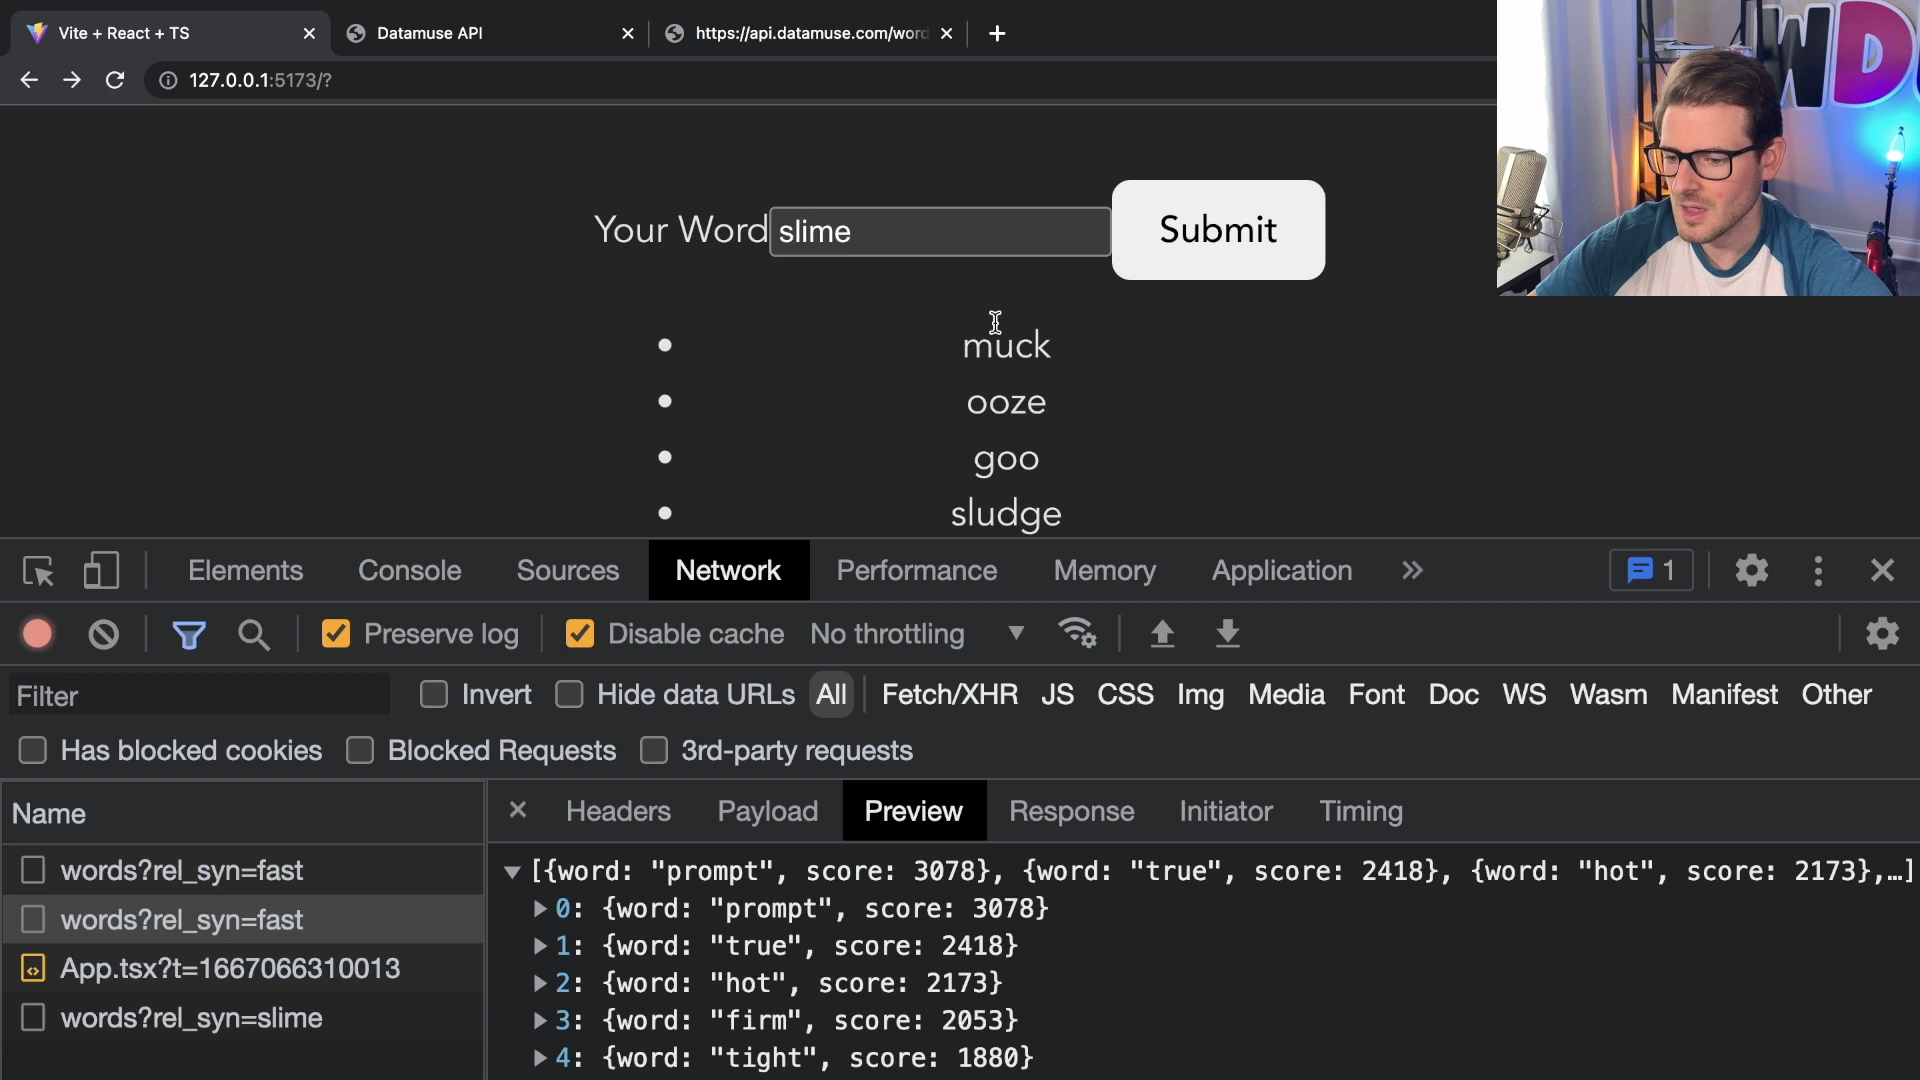 Vite + React + TS
Datamuse API
https://api.datamuse.com/word
127.0.0.1:5173/?
WD
Your Word
slime
Submit
muck
ooze
goo
sludge
Elements
Console
Sources
Network
Performance
Memory
Application
1
Preserve log
Disable cache
No throttling
Filter
Invert
Hide data URLs
All
Fetch/XHR
JS
CSS
Img
Media
Font
Doc
WS
Wasm
Manifest
Other
Has blocked cookies
Blocked Requests
3rd-party requests
Name
Headers
Payload
Preview
Response
Initiator
Timing
words?rel_syn=fast
words?rel_syn=fast
App.tsx?t=1667066310013
words?rel_syn=slime
[{word: "prompt", score: 3078}, {word: "true", score: 2418}, {word: "hot", score: 2173},…]
0: {word: "prompt", score: 3078}
1: {word: "true", score: 2418}
2: {word: "hot", score: 2173}
3: {word: "firm", score: 2053}
4: {word: "tight", score: 1880}